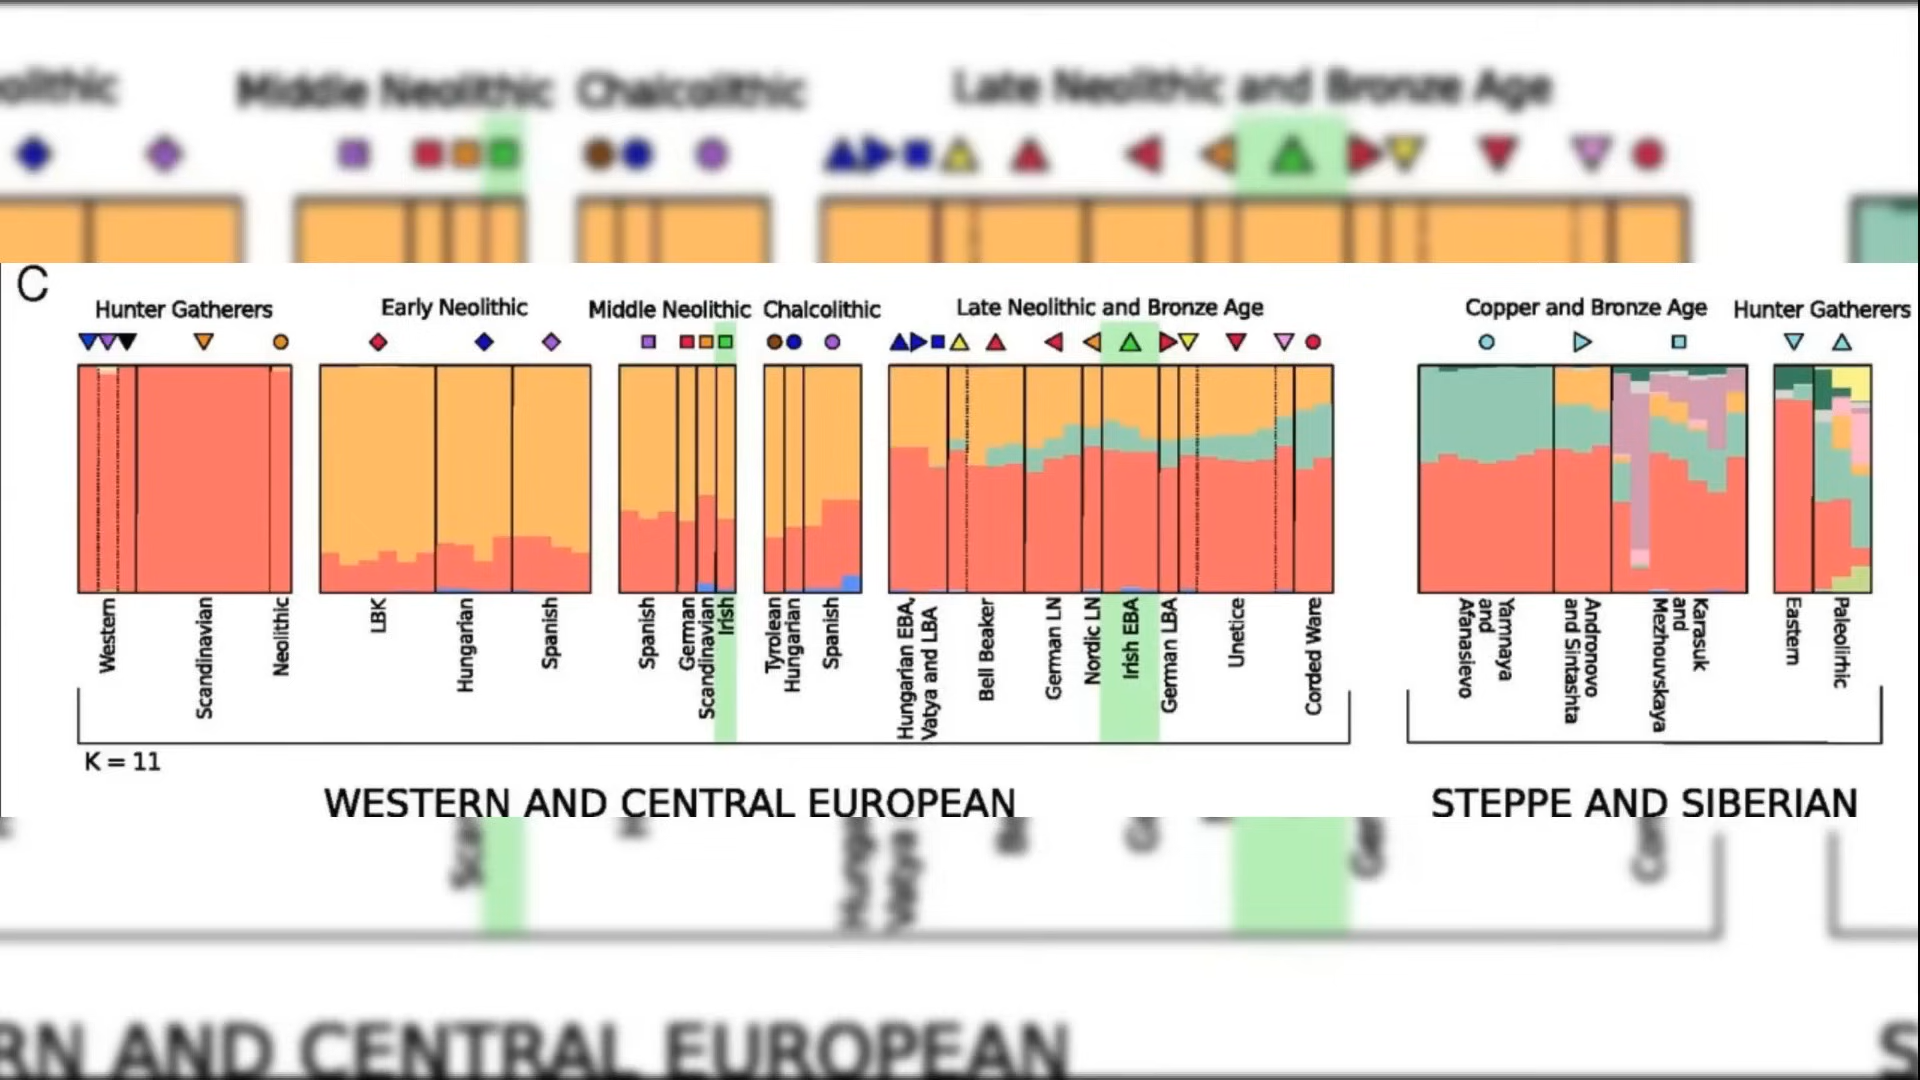 Middle Neolithic Chalcolithic Late Neolithic and Bronze Age
C
Hunter Gatherers Early Neolithic Middle Neolithic Chalcolithic Late Neolithic and Bronze Age Copper and Bronze Age Hunter Gatherers
Western
Scandinavian
Neolithic
LBK
Hungarian
Spanish
Spanish
German
Scandinavian
Irish
Tyrolean
Hungarian
Spanish
Hungarian EBA,
Vatya and LBA
Bell Beaker
German LN
Nordic LN
Irish EBA
German LBA
Unetice
Corded Ware
Afanasievo
and
Yamnaya
and Sintashta
Andronovo
Mezhouvskaya
and
Karasuk
Eastern
Paleolirhic
K = 11
WESTERN AND CENTRAL EUROPEAN STEPPE AND SIBERIAN
AND CENTRAL EUROPEAN